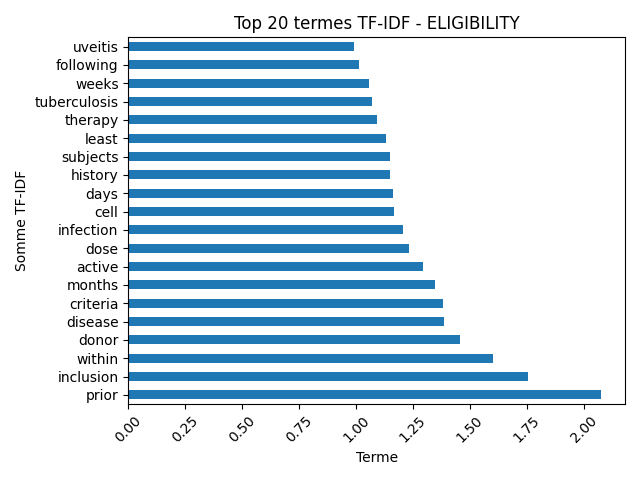 Top 20 termes TF-IDF - ELIGIBILITY
Somme TF-IDF
uveitis
following
weeks
tuberculosis
therapy
least
subjects
history
days
cell
infection
dose
active
months
criteria
disease
donor
within
inclusion
prior
0.00 0.25 0.50 0.75 1.00 1.25 1.50 1.75 2.00
Terme